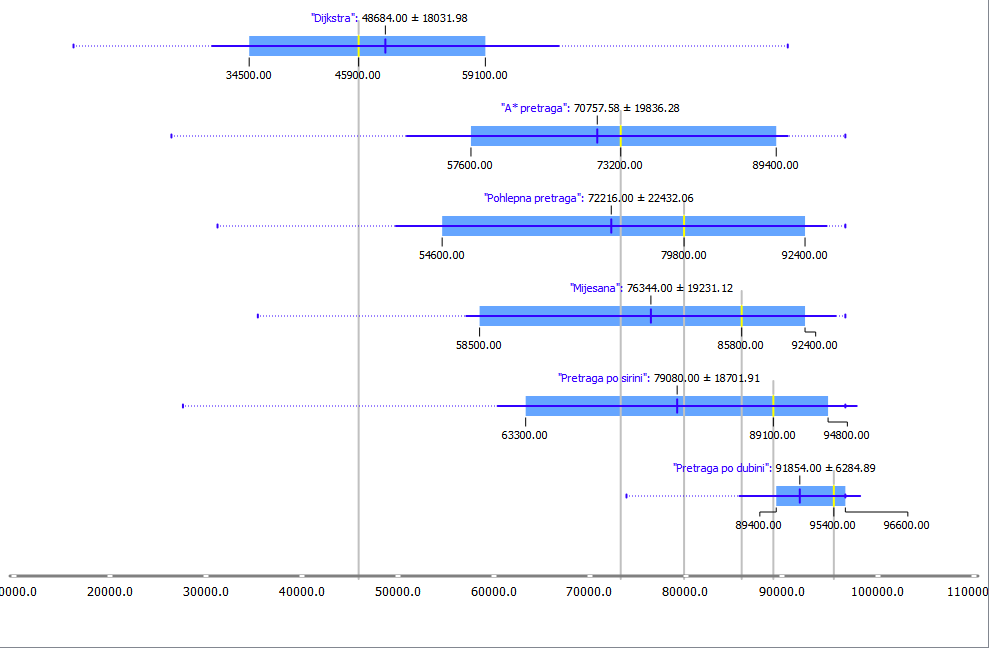 "Dijkstra": 48684.00 ± 18031.98
34500.00 45900.00 59100.00
"A* pretraga": 70757.58 ± 19836.28
57600.00 73200.00 89400.00
"Pohlepna pretraga": 72216.00 ± 22432.06
54600.00 79800.00 92400.00
"Mijesana": 76344.00 ± 19231.12
58500.00 85800.00 92400.00
"Pretraga po sirini": 79080.00 ± 18701.91
63300.00 89100.00 94800.00
"Pretraga po dubini": 91854.00 ± 6284.89
89400.00 95400.00 96600.00
0000.0 20000.0 30000.0 40000.0 50000.0 60000.0 70000.0 80000.0 90000.0 100000.0 110000